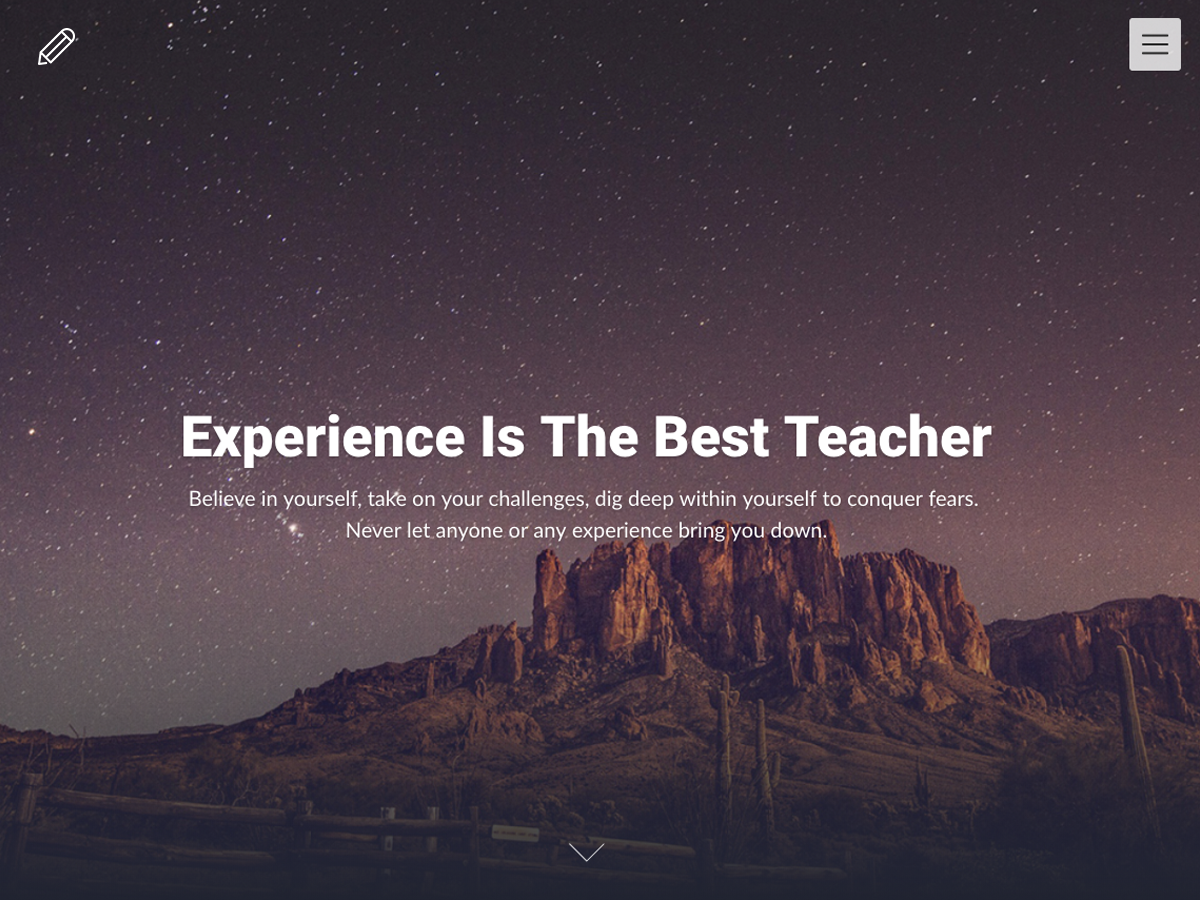 Experience Is The Best Teacher
Believe in yourself, take on your challenges, dig deep within yourself to conquer fears.
Never let anyone or any experience bring you down.